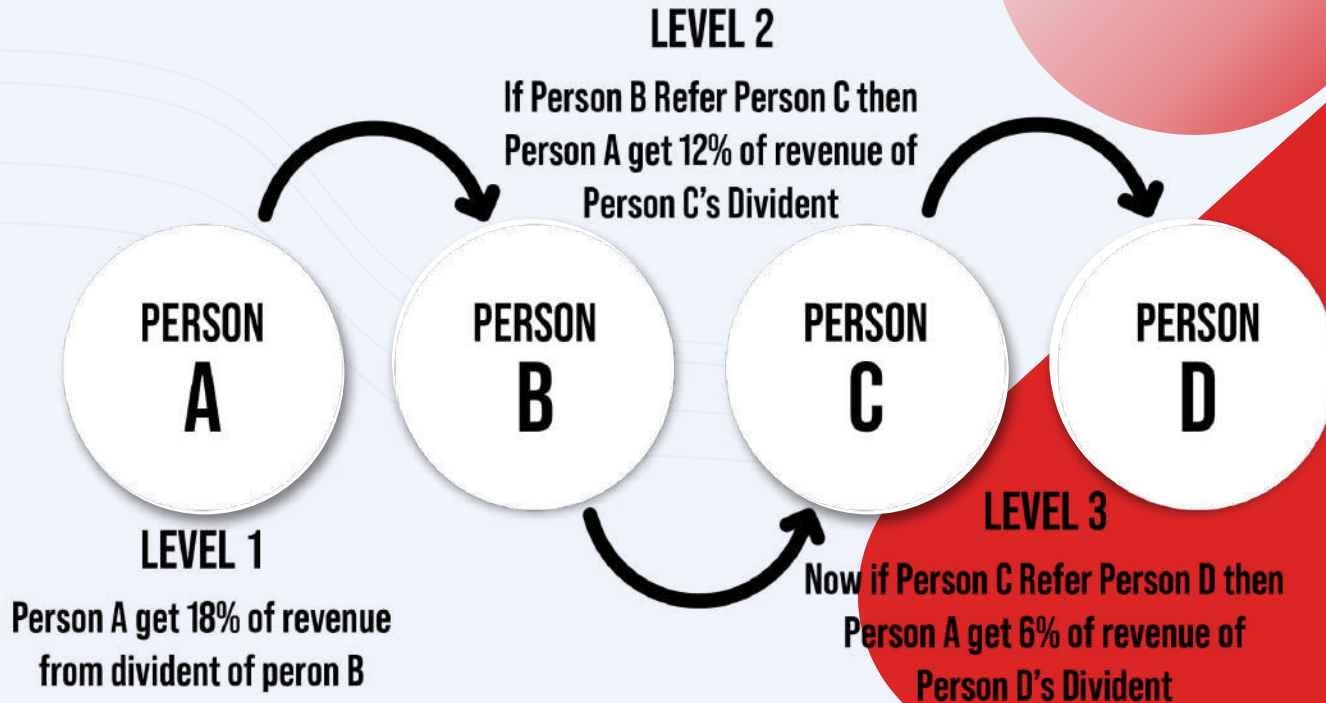 LEVEL 2
If Person B Refer Person C then
Person A get 12% of revenue of
Person C's Divident
PERSON
A
PERSON
B
PERSON
C
PERSON
D
LEVEL 1
Person A get 18% of revenue
from divident of peron B
LEVEL 3
Now if Person C Refer Person D then
Person A get 6% of revenue of
Person D's Divident